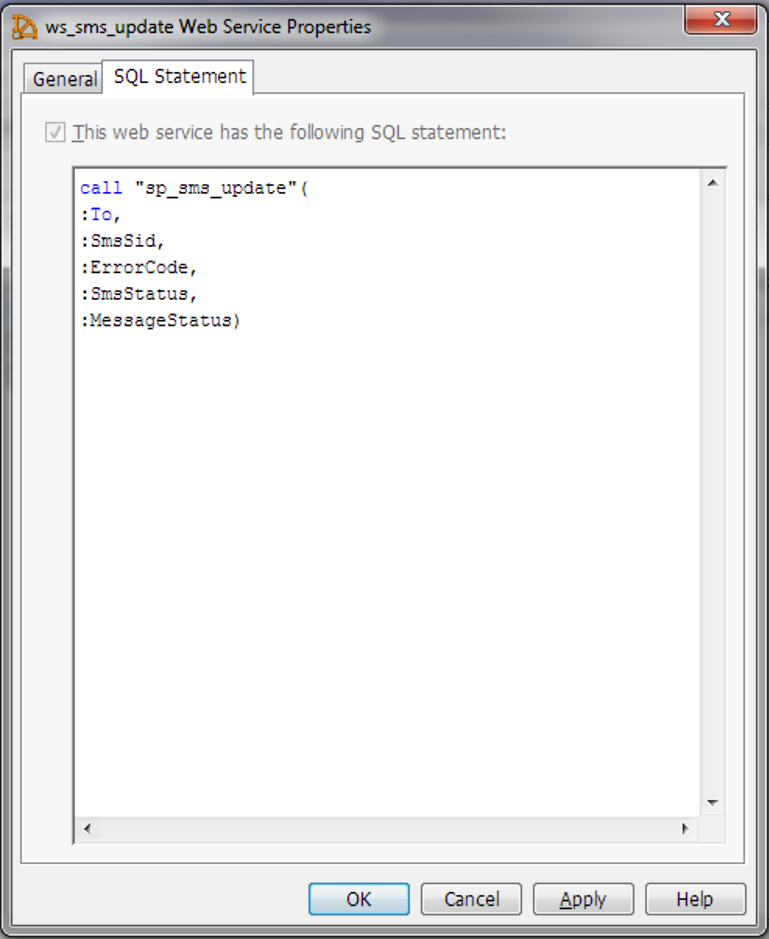 ws_sms_update Web Service Properties
General
SQL Statement
This web service has the following SQL statement:
call "sp_sms_update"(
:To,
:SmsSid,
:ErrorCode,
:SmsStatus,
:MessageStatus)
OK
Cancel
Apply
Help